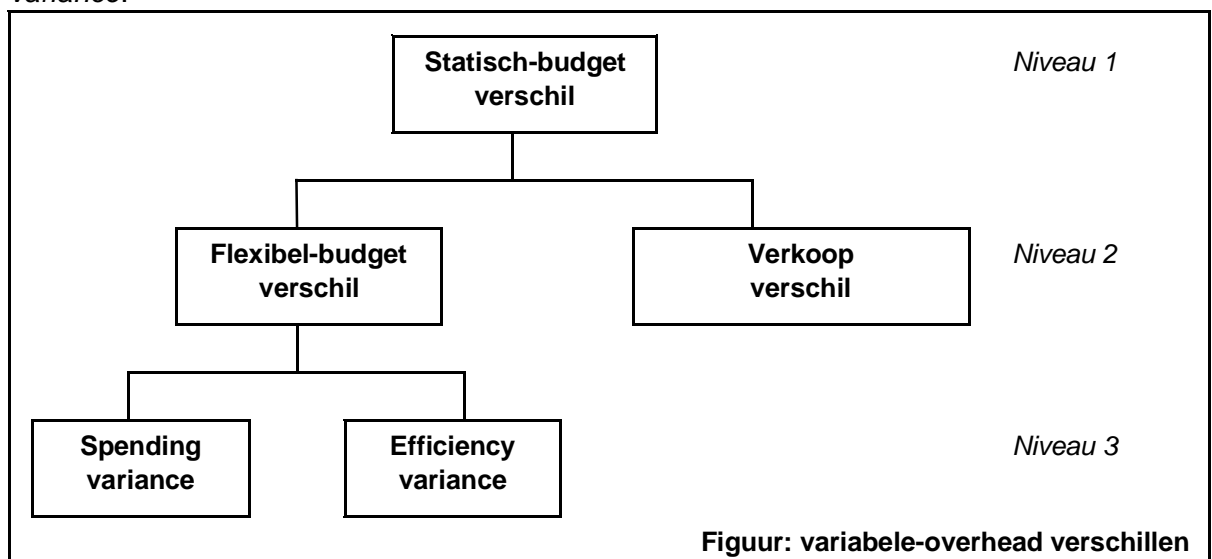 variance.
Statisch-budget
verschil
Niveau 1
Flexibel-budget
verschil
Verkoop
verschil
Niveau 2
Spending
variance
Efficiency
variance
Niveau 3
Figuur: variabele-overhead verschillen